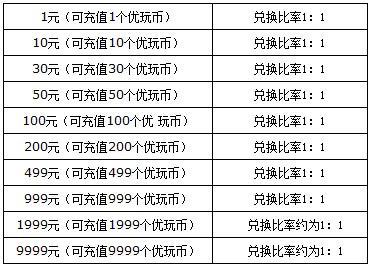 1元（可充值1个优玩币） 兑换比率1：1
10元（可充值10个优玩币） 兑换比率1：1
30元（可充值30个优玩币） 兑换比率1：1
50元（可充值50个优玩币） 兑换比率1：1
100元（可充值100个优 玩币） 兑换比率1：1
200元（可充值200个优玩币） 兑换比率1：1
499元（可充值499个优玩币） 兑换比率1：1
999元（可充值999个优玩币） 兑换比率1：1
1999元（可充值1999个优玩币） 兑换比率约为1：1
9999元（可充值9999个优玩币） 兑换比率约为1：1